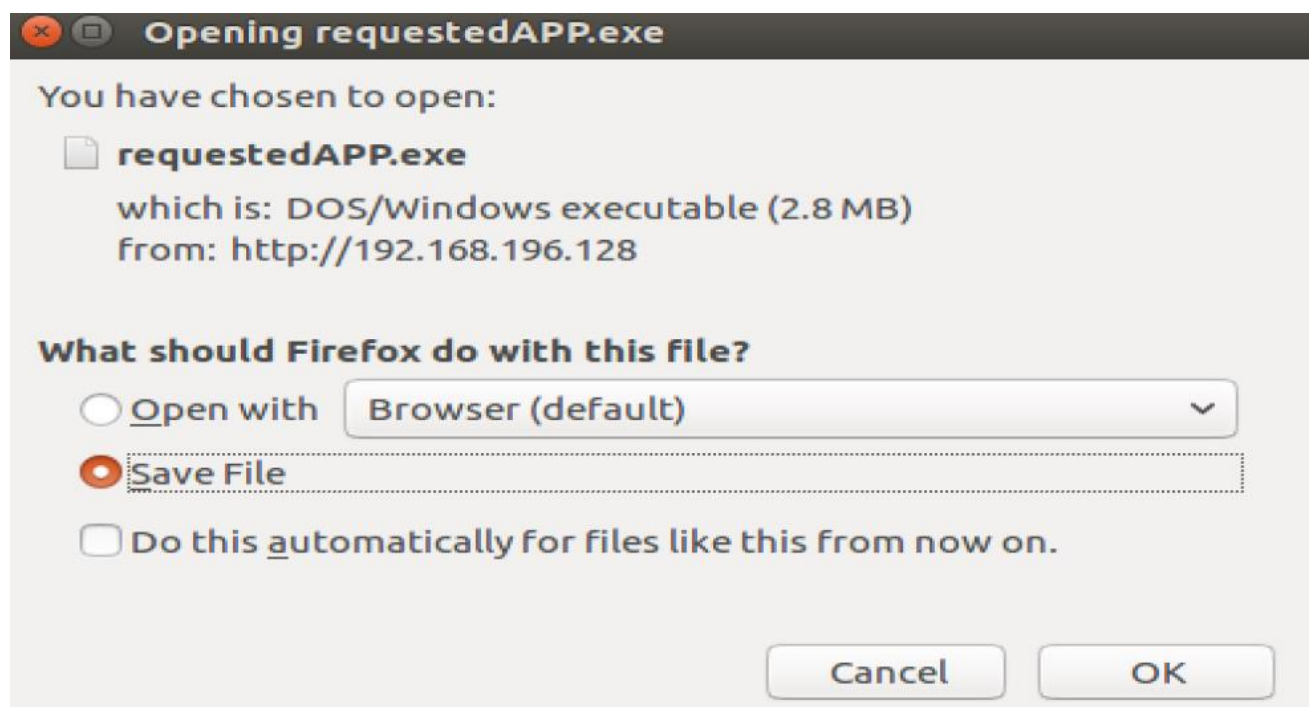 Opening requestedAPP.exe
You have chosen to open:
requestedAPP.exe
which is: DOS/Windows executable (2.8 MB)
from: http://192.168.196.128
What should Firefox do with this file?
Open with Browser (default)
Save File
Do this automatically for files like this from now on.
Cancel OK